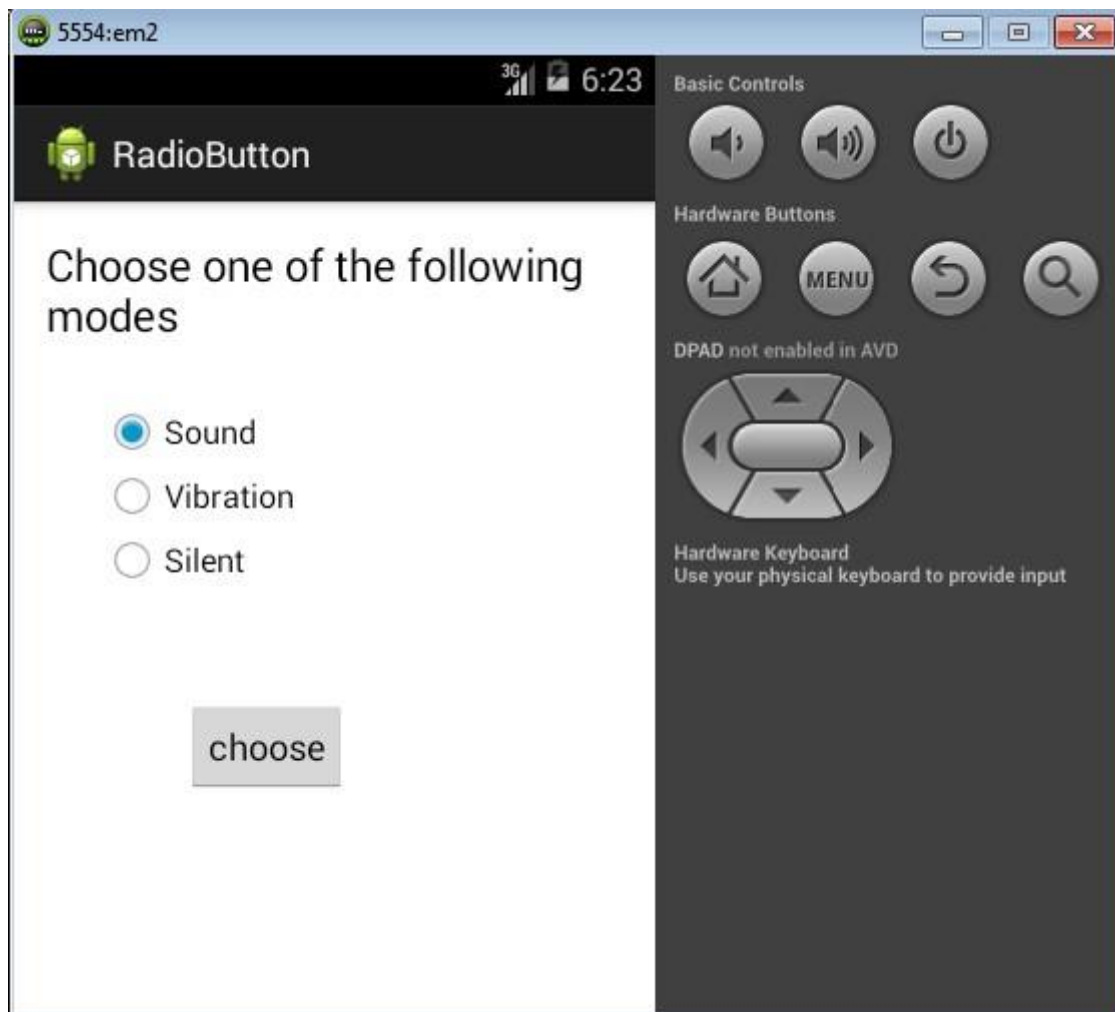 5554:em2
3G 6:23
RadioButton
Choose one of the following
modes
Sound
Vibration
Silent
choose
Basic Controls
Hardware Buttons
MENU
DPAD not enabled in AVD
Hardware Keyboard
Use your physical keyboard to provide input